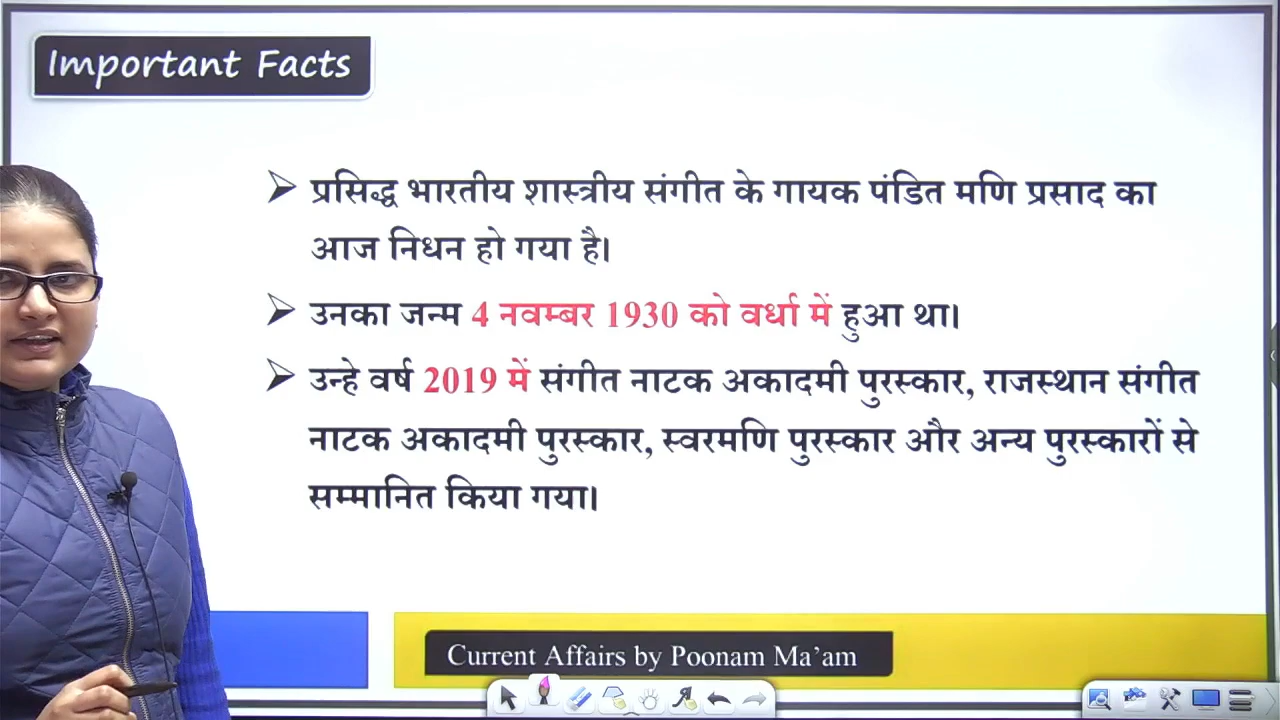 Important Facts
प्रसिद्ध भारतीय शास्त्रीय संगीत के गायक पंडित मणि प्रसाद का
आज निधन हो गया है।
उनका जन्म 4 नवम्बर 1930 को वर्धा में हुआ था।
उन्हे वर्ष 2019 में संगीत नाटक अकादमी पुरस्कार, राजस्थान संगीत
नाटक अकादमी पुरस्कार, स्वरमणि पुरस्कार और अन्य पुरस्कारों से
सम्मानित किया गया।
Current Affairs by Poonam Ma'am